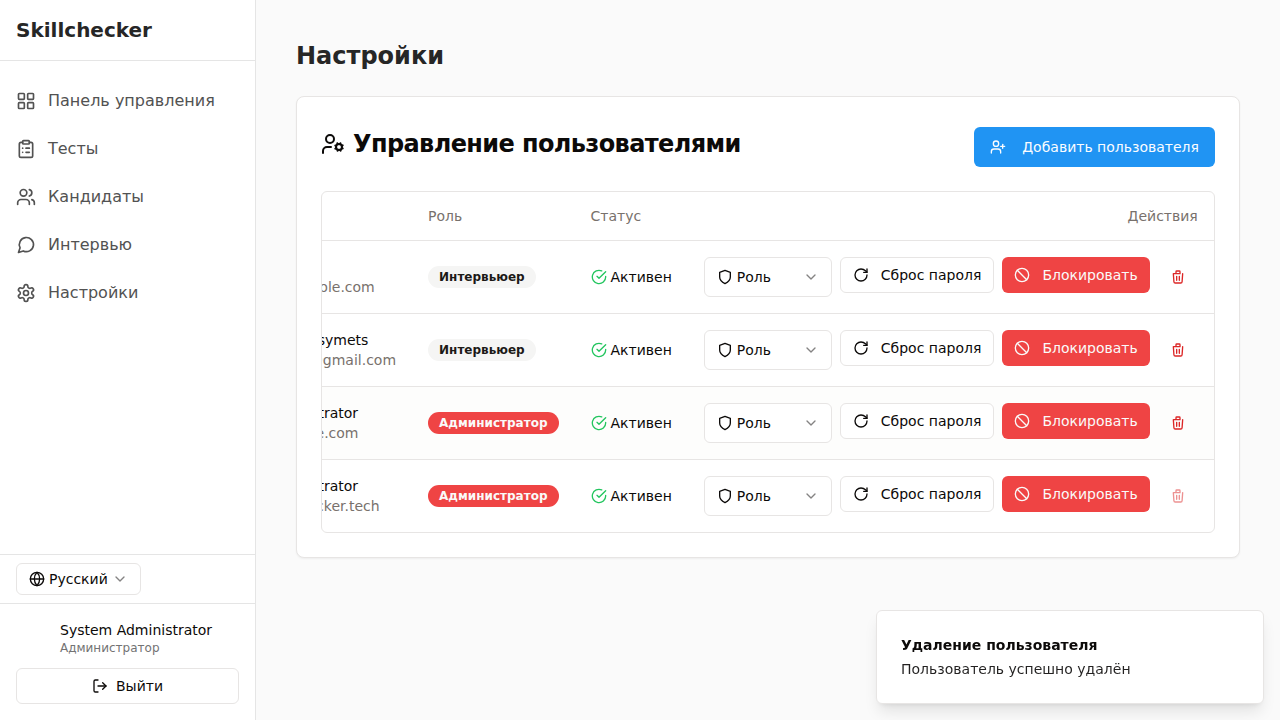 Skillchecker
Панель управления
Тесты
Кандидаты
Интервью
Настройки
Русский
System Administrator
Администратор
Выйти
Настройки
Управление пользователями
Добавить пользователя
Роль Статус Действия
ple.com Интервьюер Активен Роль Сброс пароля Блокировать
symets
gmail.com Интервьюер Активен Роль Сброс пароля Блокировать
trator
e.com Администратор Активен Роль Сброс пароля Блокировать
trator
cker.tech Администратор Активен Роль Сброс пароля Блокировать
Удаление пользователя
Пользователь успешно удалён